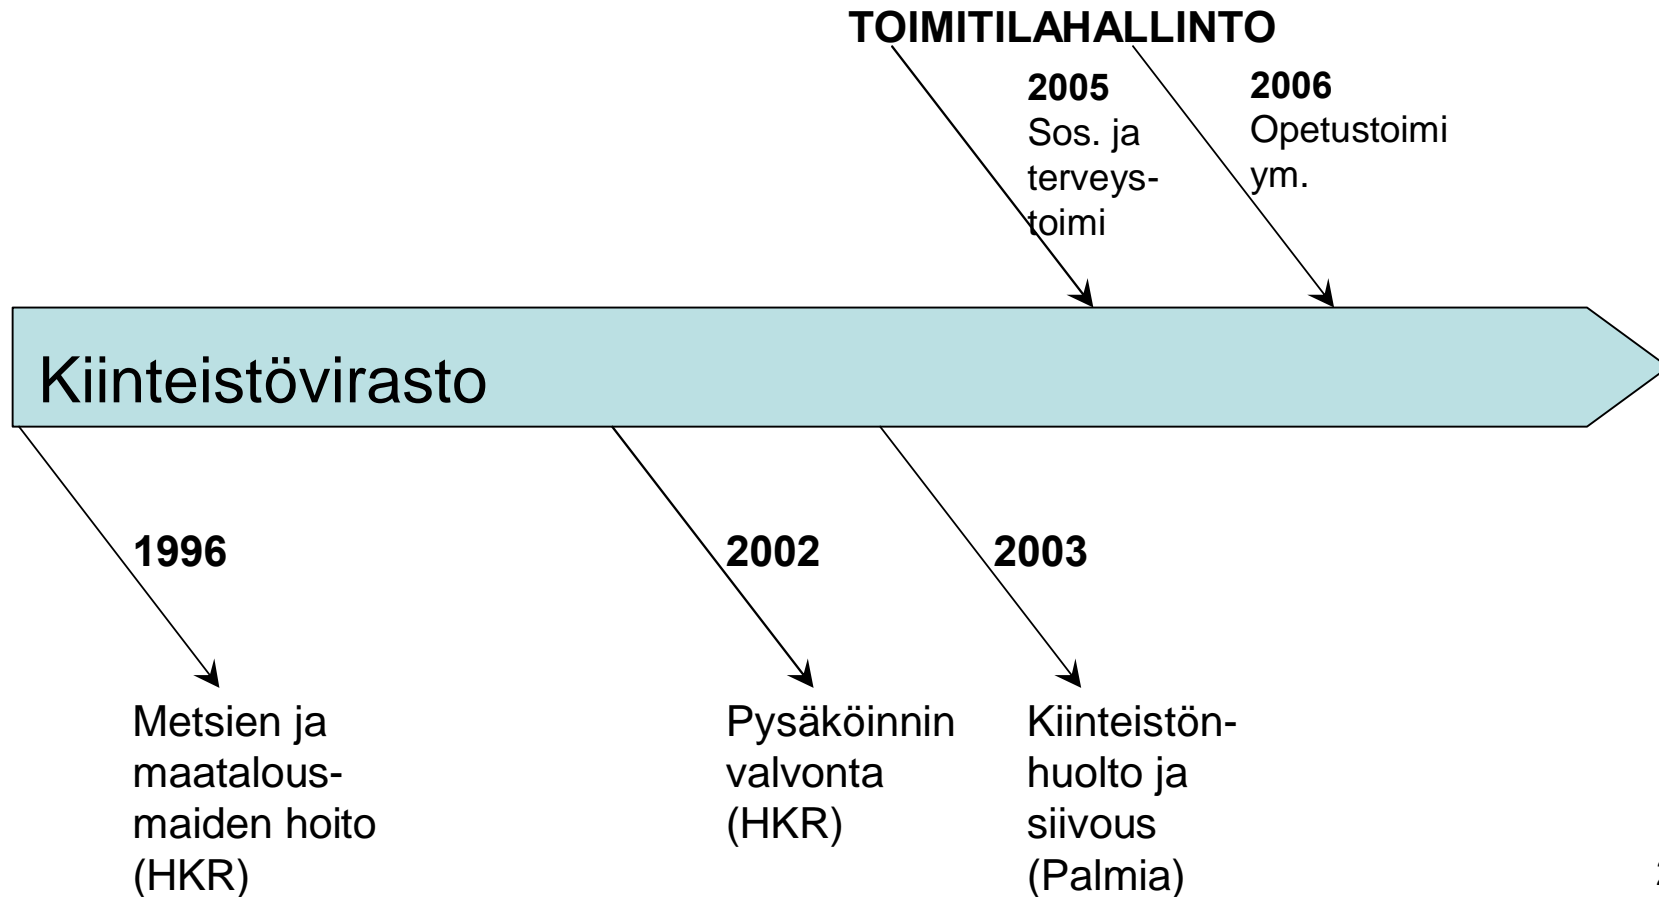 TOIMITILAHALLINTO
2005
Sos. ja
terveys-
toimi
2006
Opetustoimi
ym.
Kiinteistövirasto
1996
2002
2003
Metsien ja
maatalous-
maiden hoito
(HKR)
Pysäköinnin
valvonta
(HKR)
Kiinteistön-
huolto ja
siivous
(Palmia)